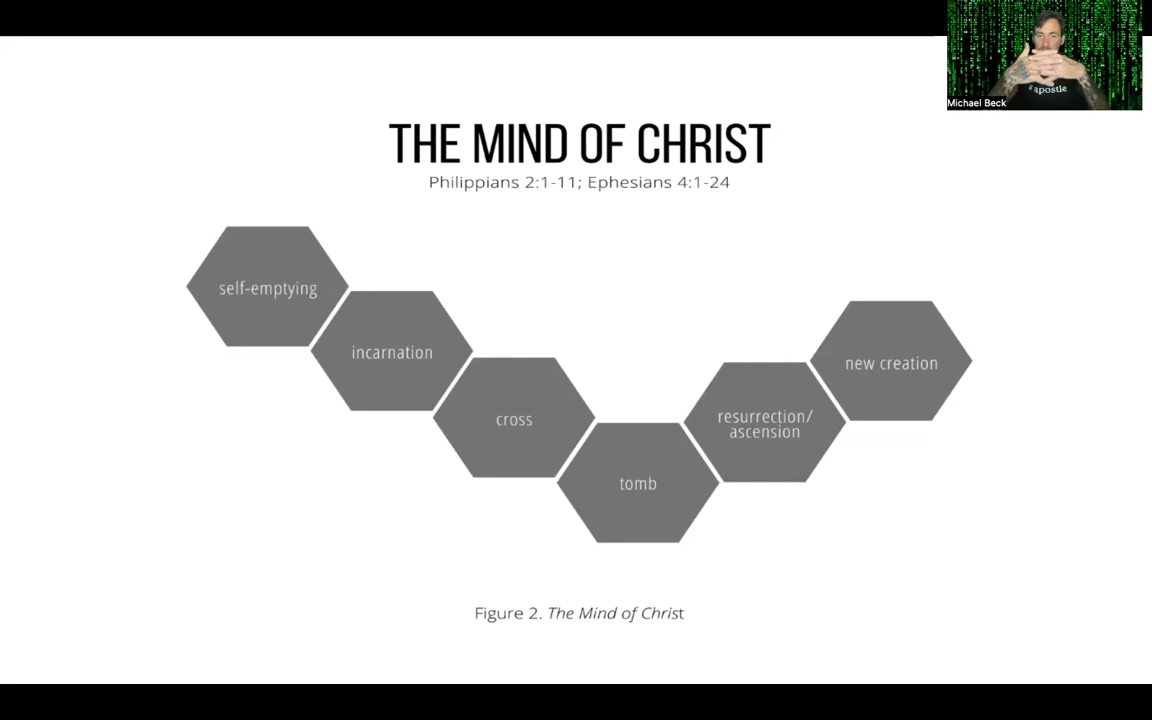 Michael Beck
#apostle
THE MIND OF CHRIST
Philippians 2:1-11; Ephesians 4:1-24
self-emptying
incarnation
cross
tomb
resurrection/
ascension
new creation
Figure 2. The Mind of Christ